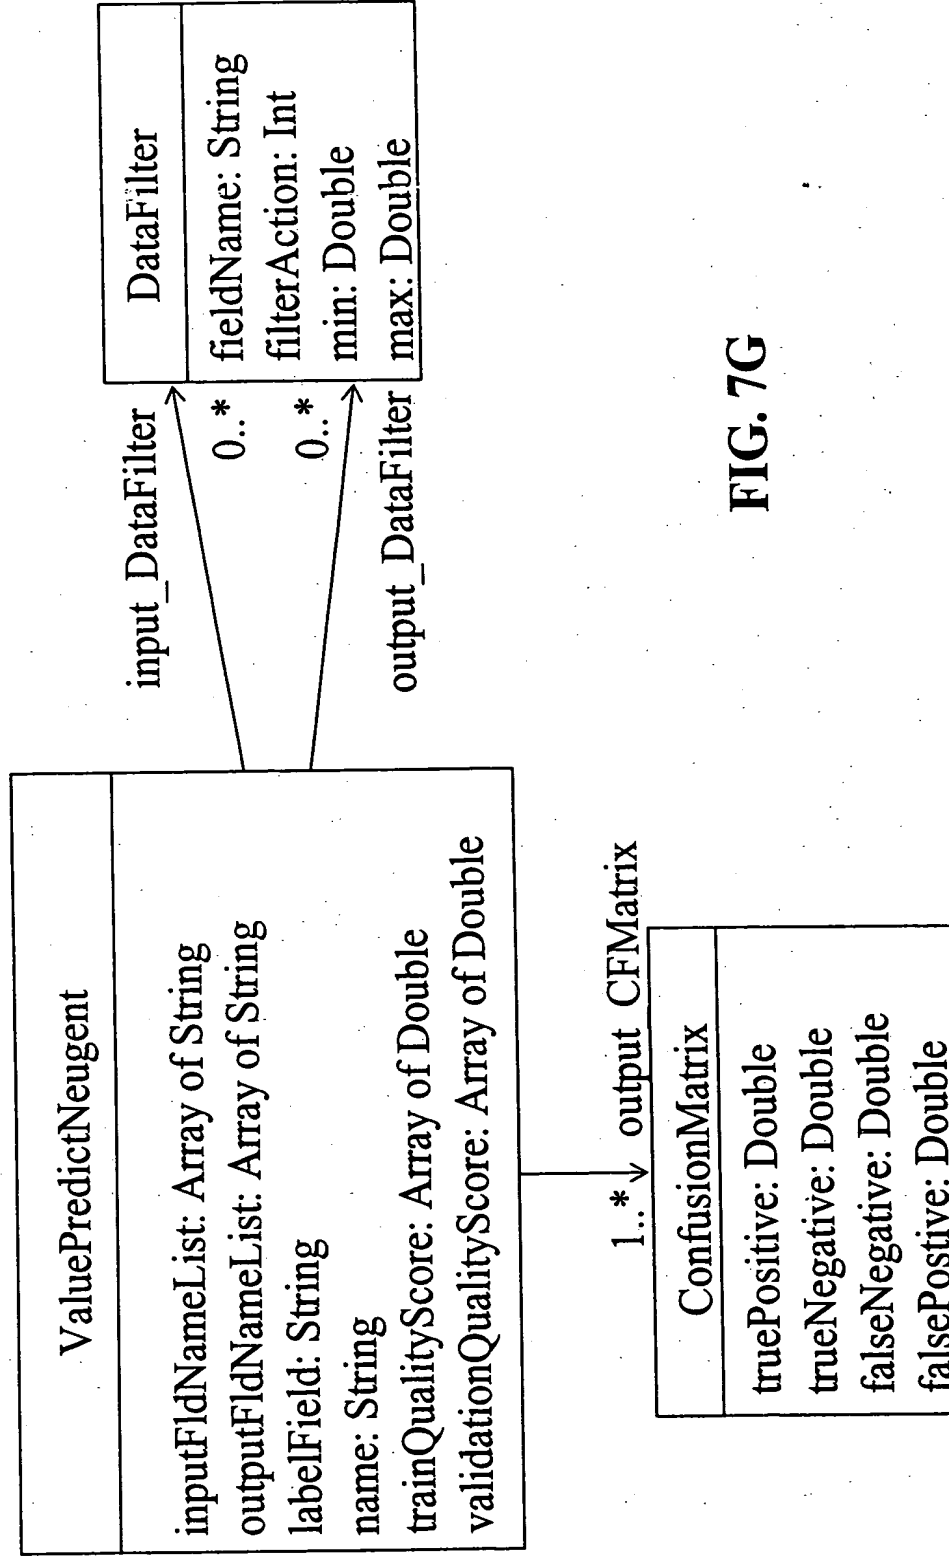 ValuePredictNeugent
inputFldNameList: Array of String
outputFldNameList: Array of String
labelField: String
name: String
trainQualityScore: Array of Double
validationQualityScore: Array of Double
input_DataFilter
0..*
0..*
output_DataFilter
DataFilter
fieldName: String
filterAction: Int
min: Double
max: Double
1..*
output CFMatrix
ConfusionMatrix
truePositive: Double
trueNegative: Double
falseNegative: Double
falsePostive: Double
FIG. 7G